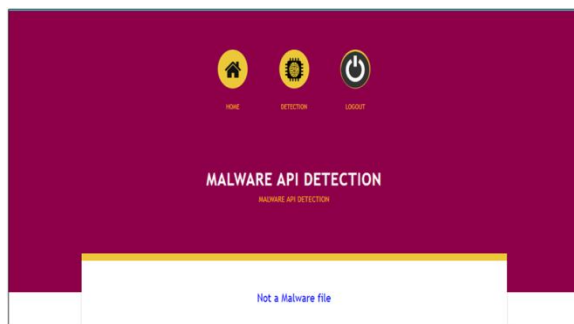 HOME
DETECTION
LOGOUT
MALWARE API DETECTION
MALWARE API DETECTION
Not a Malware file